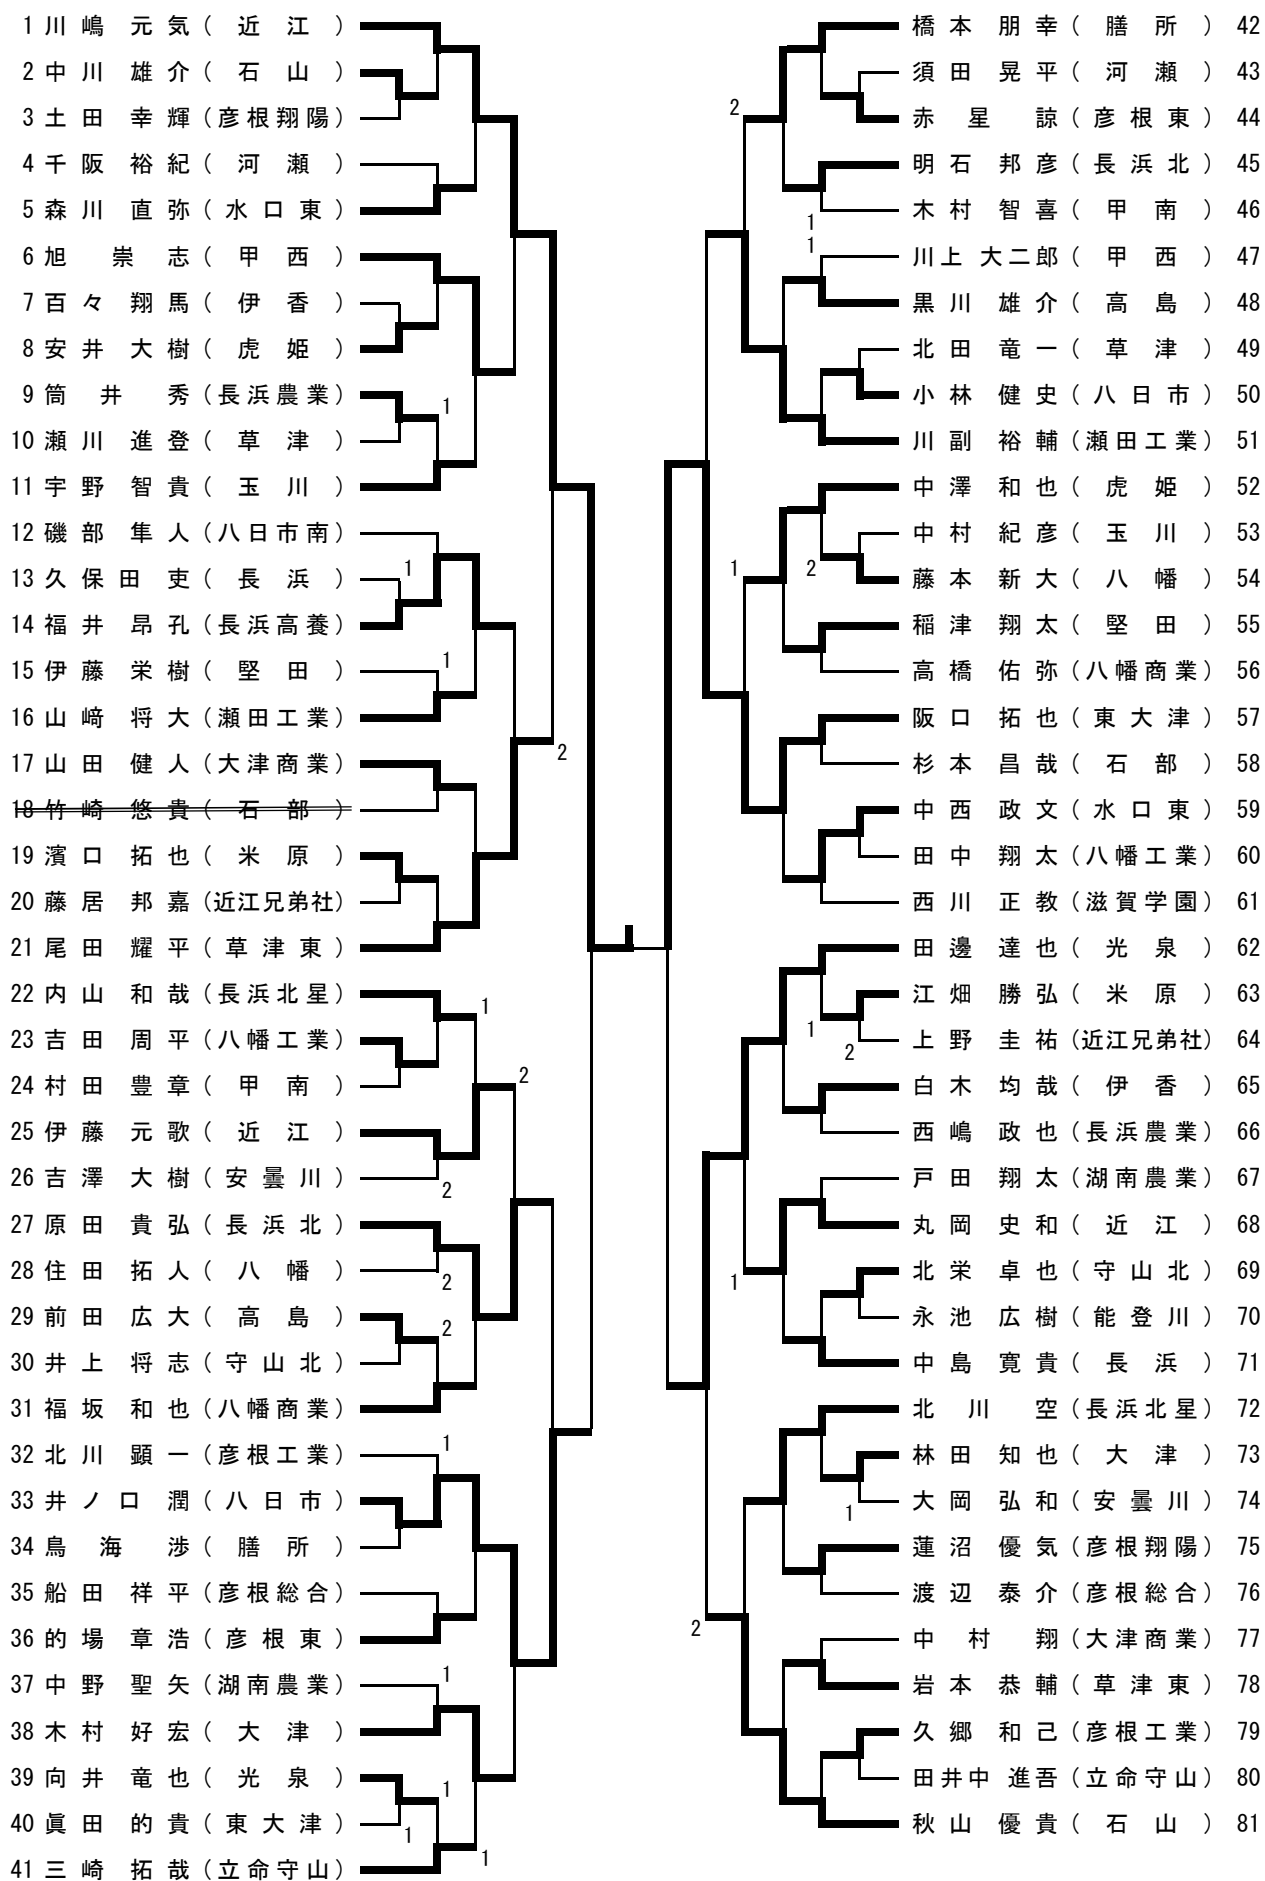 1 川嶋 元気 ( 近江 )
2 中川 雄介 ( 石山 )
3 土田 幸輝 (彦根翔陽)
4 千阪 裕紀 ( 河瀬 )
5 森川 直弥 ( 水口東 )
6 旭 崇志 ( 甲西 )
7 百々 翔馬 ( 伊香 )
8 安井 大樹 ( 虎姫 )
9 筒井 秀 (長浜農業)
1
10 瀬川 進登 ( 草津 )
11 宇野 智貴 ( 玉川 )
12 磯部 隼人 (八日市南)
13 久保田 吏 ( 長浜 )
1
14 福井 昂孔 (長浜高養)
15 伊藤 栄樹 ( 堅田 )
1
16 山﨑 将大 (瀬田工業)
17 山田 健人 (大津商業)
2
18 竹崎 悠貴 ( 石部 )
19 濱口 拓也 ( 米原 )
20 藤居 邦嘉 (近江兄弟社)
21 尾田 耀平 ( 草津東 )
22 内山 和哉 (長浜北星)
1
23 吉田 周平 (八幡工業)
24 村田 豊章 ( 甲南 )
2
25 伊藤 元歌 ( 近江 )
26 吉澤 大樹 ( 安曇川 )
2
27 原田 貴弘 ( 長浜北 )
28 住田 拓人 ( 八幡 )
2
29 前田 広大 ( 高島 )
2
30 井上 将志 ( 守山北 )
31 福坂 和也 (八幡商業)
32 北川 顕一 (彦根工業)
1
33 井ノ口 潤 ( 八日市 )
34 鳥海 渉 ( 膳所 )
35 船田 祥平 (彦根総合)
36 的場 章浩 ( 彦根東 )
37 中野 聖矢 (湖南農業)
1
38 木村 好宏 ( 大津 )
39 向井 竜也 ( 光泉 )
1
40 眞田 的貴 ( 東大津 )
1
41 三崎 拓哉 (立命守山)
1
橋本 朋幸 ( 膳所 ) 42
須田 晃平 ( 河瀬 ) 43
2
赤星 諒 ( 彦根東 ) 44
明石 邦彦 ( 長浜北 ) 45
木村 智喜 ( 甲南 ) 46
1
1
川上 大二郎 ( 甲西 ) 47
黒川 雄介 ( 高島 ) 48
北田 竜一 ( 草津 ) 49
小林 健史 ( 八日市 ) 50
川副 裕輔 (瀬田工業) 51
中澤 和也 ( 虎姫 ) 52
中村 紀彦 ( 玉川 ) 53
1
2
藤本 新大 ( 八幡 ) 54
稲津 翔太 ( 堅田 ) 55
高橋 佑弥 (八幡商業) 56
阪口 拓也 ( 東大津 ) 57
杉本 昌哉 ( 石部 ) 58
中西 政文 ( 水口東 ) 59
田中 翔太 (八幡工業) 60
西川 正教 (滋賀学園) 61
田邊 達也 ( 光泉 ) 62
江畑 勝弘 ( 米原 ) 63
1
上野 圭祐 (近江兄弟社) 64
2
白木 均哉 ( 伊香 ) 65
西嶋 政也 (長浜農業) 66
戸田 翔太 (湖南農業) 67
丸岡 史和 ( 近江 ) 68
北栄 卓也 ( 守山北 ) 69
1
永池 広樹 ( 能登川 ) 70
中島 寛貴 ( 長浜 ) 71
北川 空 (長浜北星) 72
林田 知也 ( 大津 ) 73
大岡 弘和 ( 安曇川 ) 74
1
蓮沼 優気 (彦根翔陽) 75
渡辺 泰介 (彦根総合) 76
2
中村 翔 (大津商業) 77
岩本 恭輔 ( 草津東 ) 78
久郷 和己 (彦根工業) 79
田井中 進吾 (立命守山) 80
秋山 優貴 ( 石山 ) 81